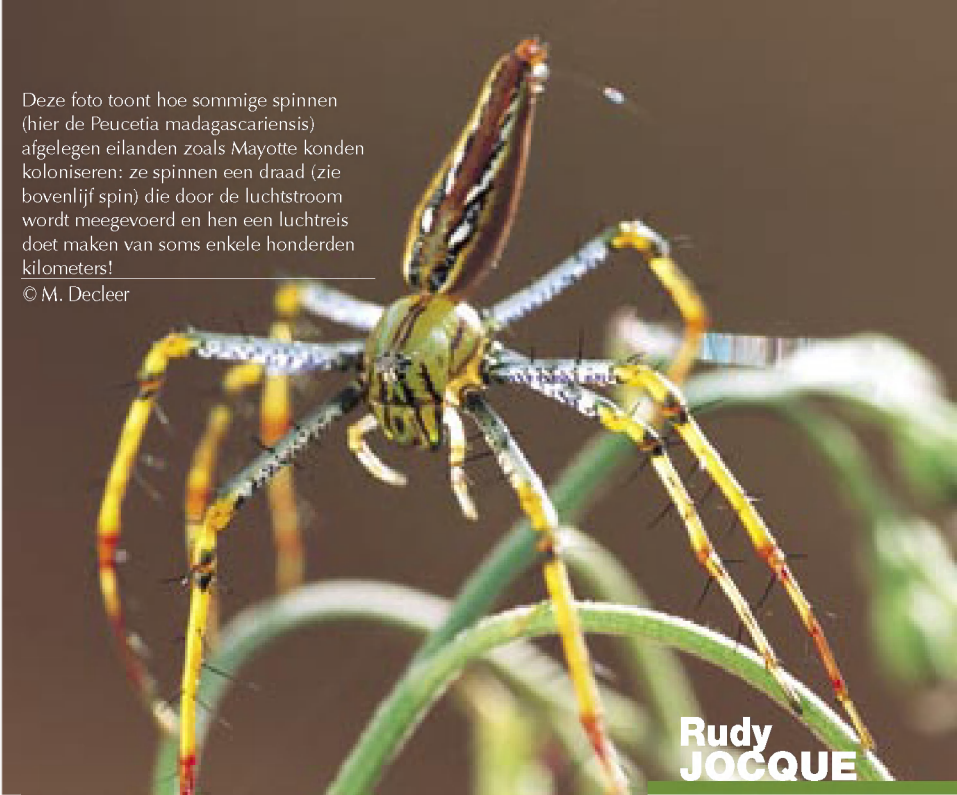 Deze foto toont hoe sommige spinnen
(hier de Peucetia madagascariensis)
afgelegen eilanden zoals Mayotte konden
koloniseren: ze spinnen een draad (zie
bovenlijf spin) die door de luchtstroom
wordt meegevoerd en hen een luchtreis
doet maken van soms enkele honderden
kilometers!
© M. Decleer
Rudy
JOCQUE